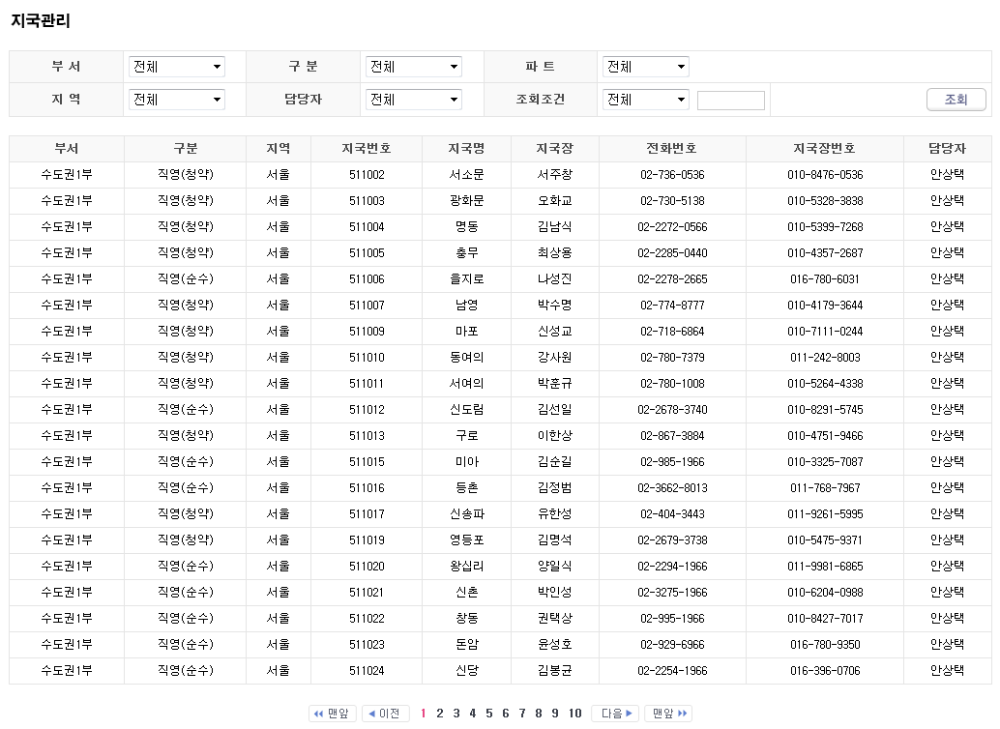 지국관리
부 서 전체 구 분 전체 파 트 전체
지 역 전체 담당자 전체 조회조건 전체 조회
부서 구분 지역 지국번호 지국명 지국장 전화번호 지국장번호 담당자
수도권1부 직영(청약) 서울 511002 서소문 서주창 02-736-0536 010-8476-0536 안상택
수도권1부 직영(청약) 서울 511003 광화문 오화교 02-730-5138 010-5328-3838 안상택
수도권1부 직영(청약) 서울 511004 명동 김남식 02-2272-0566 010-5399-7268 안상택
수도권1부 직영(청약) 서울 511005 충무 최상용 02-2285-0440 010-4357-2687 안상택
수도권1부 직영(순수) 서울 511006 을지로 나성진 02-2278-2665 016-780-6031 안상택
수도권1부 직영(청약) 서울 511007 남영 박수명 02-774-8777 010-4179-3644 안상택
수도권1부 직영(청약) 서울 511009 마포 신성교 02-718-6864 010-7111-0244 안상택
수도권1부 직영(청약) 서울 511010 동여의 강사원 02-780-7379 011-242-8003 안상택
수도권1부 직영(청약) 서울 511011 서여의 박훈규 02-780-1008 010-5264-4338 안상택
수도권1부 직영(순수) 서울 511012 신도림 김선일 02-2678-3740 010-8291-5745 안상택
수도권1부 직영(청약) 서울 511013 구로 이한상 02-867-3884 010-4751-9466 안상택
수도권1부 직영(순수) 서울 511015 미아 김순길 02-985-1966 010-3325-7087 안상택
수도권1부 직영(순수) 서울 511016 등촌 김정범 02-3662-8013 011-768-7967 안상택
수도권1부 직영(청약) 서울 511017 신송파 유한성 02-404-3443 011-9261-5995 안상택
수도권1부 직영(청약) 서울 511019 영등포 김명석 02-2679-3738 010-5475-9371 안상택
수도권1부 직영(순수) 서울 511020 왕십리 양일식 02-2294-1966 011-9981-6865 안상택
수도권1부 직영(순수) 서울 511021 신촌 박인성 02-3275-1966 010-6204-0988 안상택
수도권1부 직영(순수) 서울 511022 창동 권택상 02-995-1966 010-8427-7017 안상택
수도권1부 직영(순수) 서울 511023 돈암 윤성호 02-929-6966 016-780-9350 안상택
수도권1부 직영(순수) 서울 511024 신당 김봉균 02-2254-1966 016-396-0706 안상택
맨앞 이전 1 2 3 4 5 6 7 8 9 10 다음 맨앞